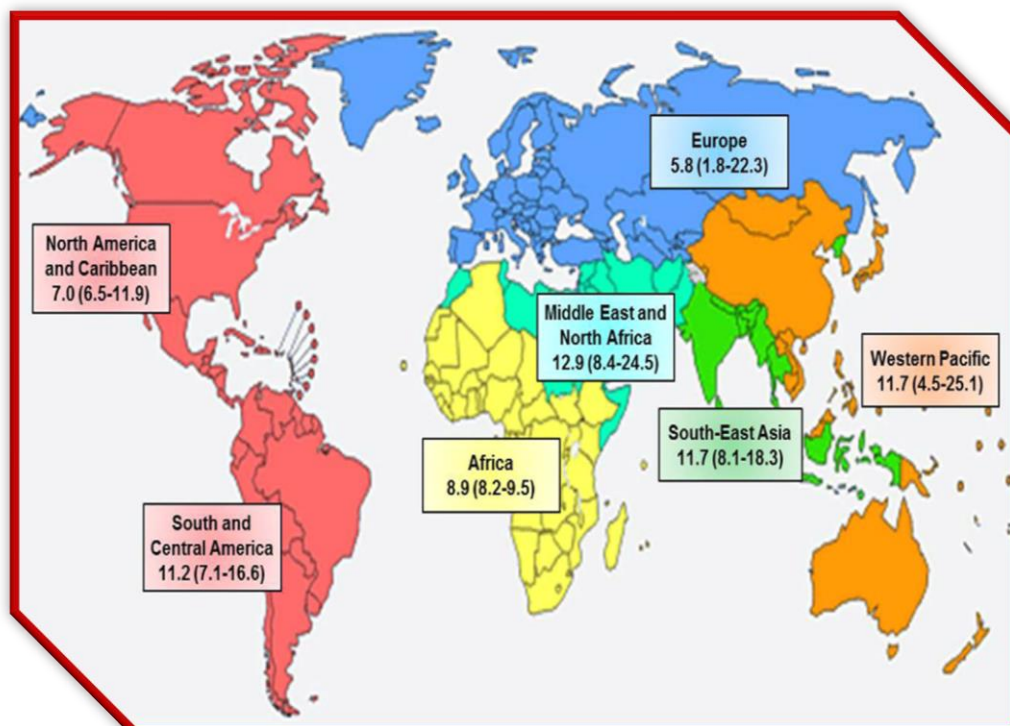 Europe
5.8 (1.8-22.3)
North America
and Caribbean
7.0 (6.5-11.9)
Middle East and
North Africa
12.9 (8.4-24.5)
Western Pacific
11.7 (4.5-25.1)
South-East Asia
11.7 (8.1-18.3)
Africa
8.9 (8.2-9.5)
South and
Central America
11.2 (7.1-16.6)